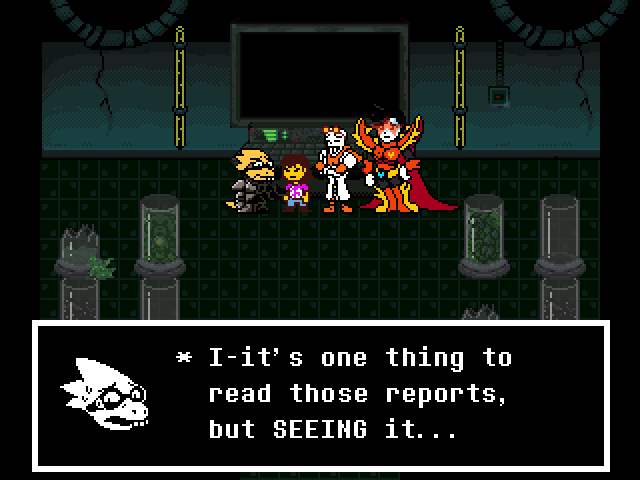 * I-it's one thing to
read those reports,
but SEEING it...